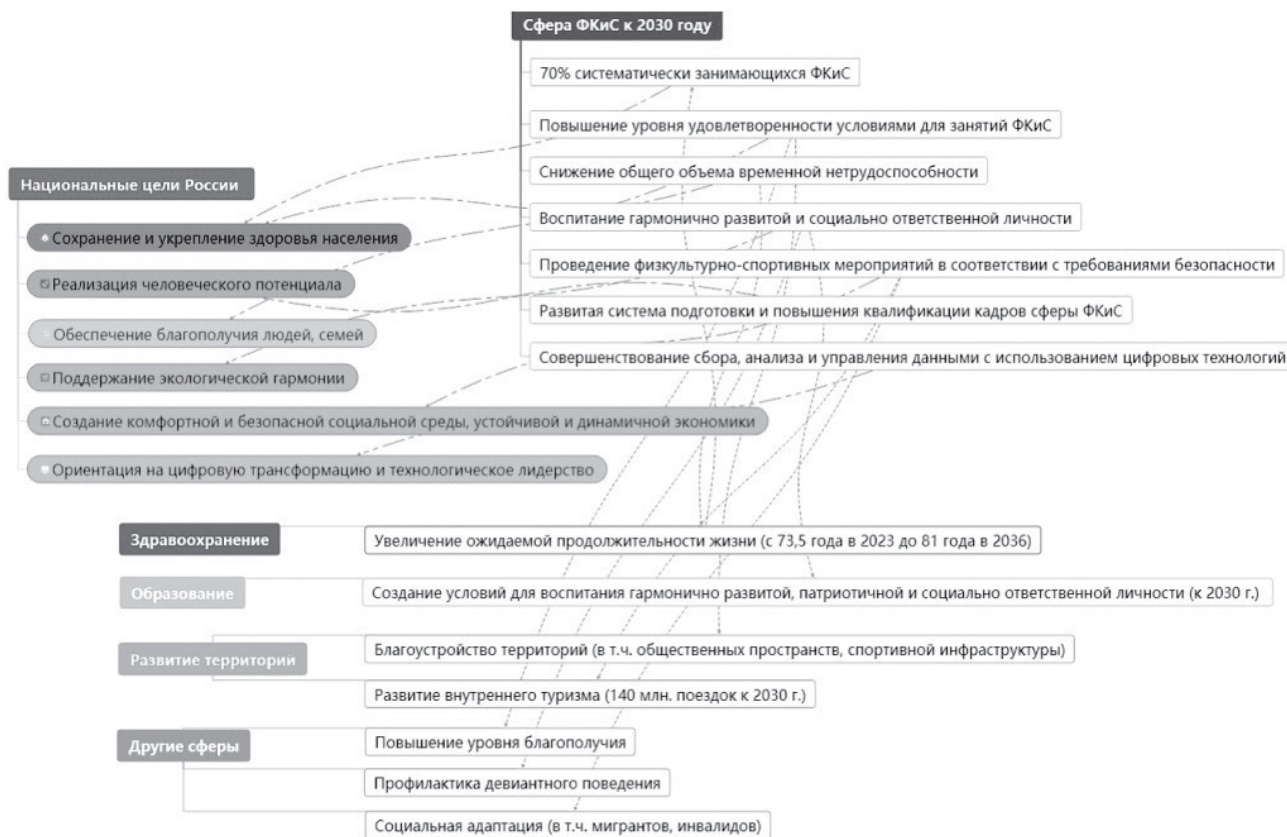 Сфера ФКиС к 2030 году
70% систематически занимающихся ФКиС
Повышение уровня удовлетворенности условиями для занятий ФКиС
Снижение общего объема временной нетрудоспособности
Воспитание гармонично развитой и социально ответственной личности
Проведение физкультурно-спортивных мероприятий в соответствии с требованиями безопасности
Развитая система подготовки и повышения квалификации кадров сферы ФКиС
Совершенствование сбора, анализа и управления данными с использованием цифровых технологий
Национальные цели России
Сохранение и укрепление здоровья населения
Реализация человеческого потенциала
Обеспечение благополучия людей, семей
Поддержание экологической гармонии
Создание комфортной и безопасной социальной среды, устойчивой и динамичной экономики
Ориентация на цифровую трансформацию и технологическое лидерство
Здравоохранение
Увеличение ожидаемой продолжительности жизни (с 73,5 года в 2023 до 81 года в 2036)
Образование
Создание условий для воспитания гармонично развитой, патриотичной и социально ответственной личности (к 2030 г.)
Развитие территорий
Благоустройство территорий (в т.ч. общественных пространств, спортивной инфраструктуры)
Развитие внутреннего туризма (140 млн. поездок к 2030 г.)
Другие сферы
Повышение уровня благополучия
Профилактика девиантного поведения
Социальная адаптация (в т.ч. мигрантов, инвалидов)